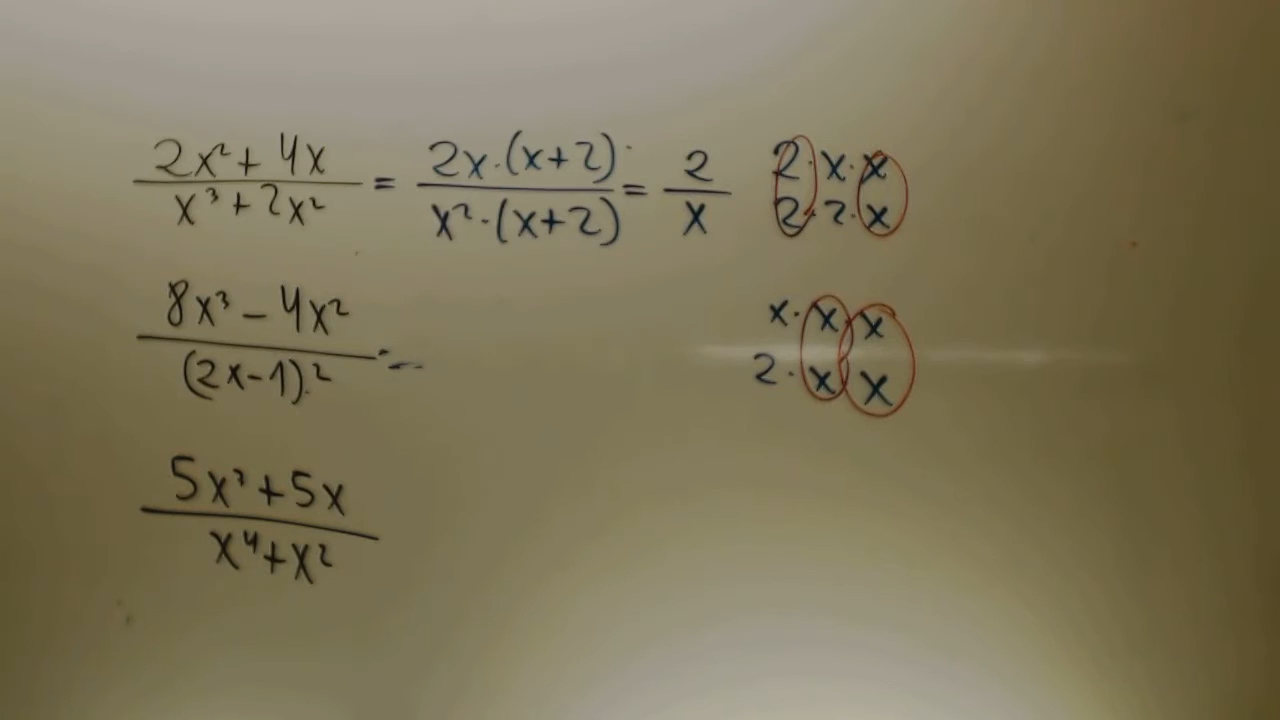 2x²+4x / x³+2x² = 2x·(x+2) / x²·(x+2) = 2 / x
2·x·x
2·2·x
8x³-4x² / (2x-1)² =
x·x·x
2·x·x
5x³+5x / x⁴+x²